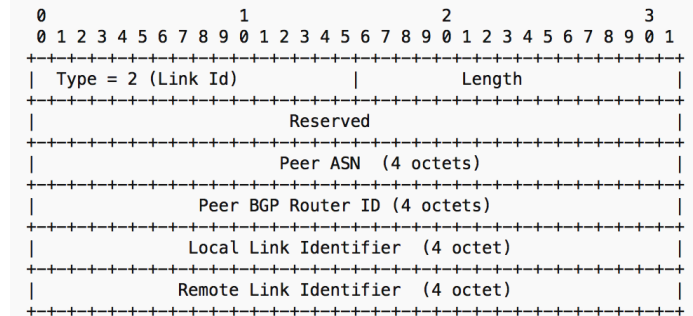 0                   1                   2                   3
 0 1 2 3 4 5 6 7 8 9 0 1 2 3 4 5 6 7 8 9 0 1 2 3 4 5 6 7 8 9 0 1
+-+-+-+-+-+-+-+-+-+-+-+-+-+-+-+-+-+-+-+-+-+-+-+-+-+-+-+-+-+-+-+-+
|  Type = 2 (Link Id)           |          Length               |
+-+-+-+-+-+-+-+-+-+-+-+-+-+-+-+-+-+-+-+-+-+-+-+-+-+-+-+-+-+-+-+-+
|                         Reserved                              |
+-+-+-+-+-+-+-+-+-+-+-+-+-+-+-+-+-+-+-+-+-+-+-+-+-+-+-+-+-+-+-+-+
|                        Peer ASN  (4 octets)                   |
+-+-+-+-+-+-+-+-+-+-+-+-+-+-+-+-+-+-+-+-+-+-+-+-+-+-+-+-+-+-+-+-+
|                Peer BGP Router ID (4 octets)                  |
+-+-+-+-+-+-+-+-+-+-+-+-+-+-+-+-+-+-+-+-+-+-+-+-+-+-+-+-+-+-+-+-+
|               Local Link Identifier  (4 octet)                |
+-+-+-+-+-+-+-+-+-+-+-+-+-+-+-+-+-+-+-+-+-+-+-+-+-+-+-+-+-+-+-+-+
|              Remote Link Identifier  (4 octet)                |
+-+-+-+-+-+-+-+-+-+-+-+-+-+-+-+-+-+-+-+-+-+-+-+-+-+-+-+-+-+-+-+-+